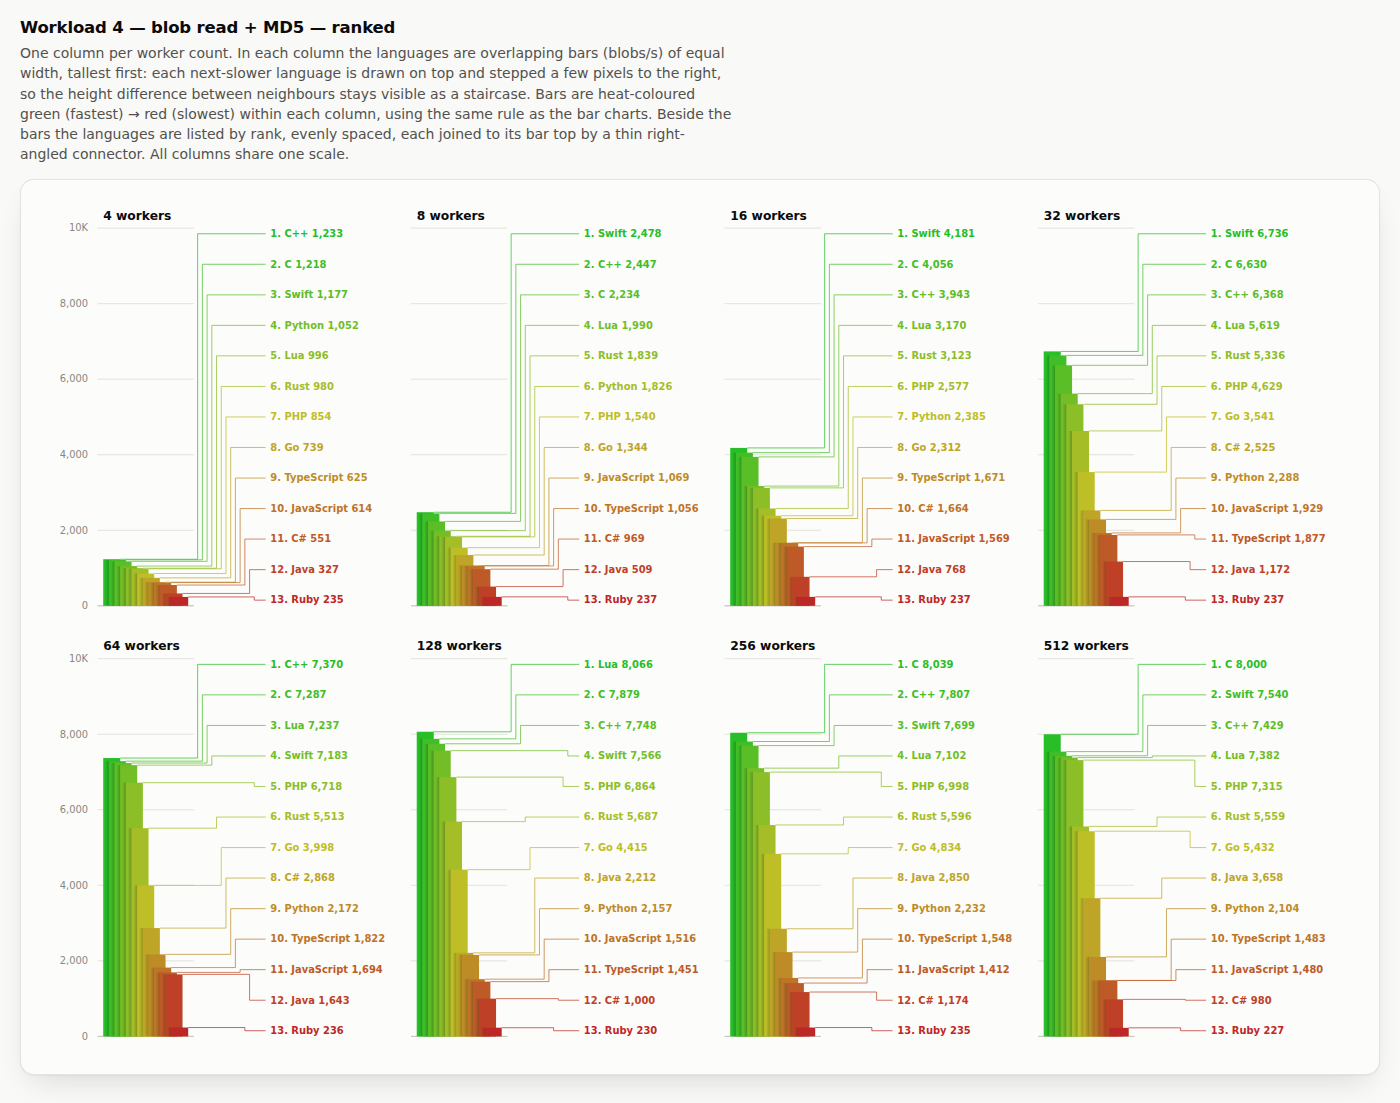 Workload 4 — blob read + MD5 — ranked
One column per worker count. In each column the languages are overlapping bars (blobs/s) of equal
width, tallest first: each next-slower language is drawn on top and stepped a few pixels to the right,
so the height difference between neighbours stays visible as a staircase. Bars are heat-coloured
green (fastest) → red (slowest) within each column, using the same rule as the bar charts. Beside the
bars the languages are listed by rank, evenly spaced, each joined to its bar top by a thin right-
angled connector. All columns share one scale.
4 workers
10K
8,000
6,000
4,000
2,000
0
1. C++ 1,233
2. C 1,218
3. Swift 1,177
4. Python 1,052
5. Lua 996
6. Rust 980
7. PHP 854
8. Go 739
9. TypeScript 625
10. JavaScript 614
11. C# 551
12. Java 327
13. Ruby 235
8 workers
1. Swift 2,478
2. C++ 2,447
3. C 2,234
4. Lua 1,990
5. Rust 1,839
6. Python 1,826
7. PHP 1,540
8. Go 1,344
9. JavaScript 1,069
10. TypeScript 1,056
11. C# 969
12. Java 509
13. Ruby 237
16 workers
1. Swift 4,181
2. C 4,056
3. C++ 3,943
4. Lua 3,170
5. Rust 3,123
6. PHP 2,577
7. Python 2,385
8. Go 2,312
9. TypeScript 1,671
10. C# 1,664
11. JavaScript 1,569
12. Java 768
13. Ruby 237
32 workers
1. Swift 6,736
2. C 6,630
3. C++ 6,368
4. Lua 5,619
5. Rust 5,336
6. PHP 4,629
7. Go 3,541
8. C# 2,525
9. Python 2,288
10. JavaScript 1,929
11. TypeScript 1,877
12. Java 1,172
13. Ruby 237
64 workers
10K
8,000
6,000
4,000
2,000
0
1. C++ 7,370
2. C 7,287
3. Lua 7,237
4. Swift 7,183
5. PHP 6,718
6. Rust 5,513
7. Go 3,998
8. C# 2,868
9. Python 2,172
10. TypeScript 1,822
11. JavaScript 1,694
12. Java 1,643
13. Ruby 236
128 workers
1. Lua 8,066
2. C 7,879
3. C++ 7,748
4. Swift 7,566
5. PHP 6,864
6. Rust 5,687
7. Go 4,415
8. Java 2,212
9. Python 2,157
10. JavaScript 1,516
11. TypeScript 1,451
12. C# 1,000
13. Ruby 230
256 workers
1. C 8,039
2. C++ 7,807
3. Swift 7,699
4. Lua 7,102
5. PHP 6,998
6. Rust 5,596
7. Go 4,834
8. Java 2,850
9. Python 2,232
10. TypeScript 1,548
11. JavaScript 1,412
12. C# 1,174
13. Ruby 235
512 workers
1. C 8,000
2. Swift 7,540
3. C++ 7,429
4. Lua 7,382
5. PHP 7,315
6. Rust 5,559
7. Go 5,432
8. Java 3,658
9. Python 2,104
10. TypeScript 1,483
11. JavaScript 1,480
12. C# 980
13. Ruby 227